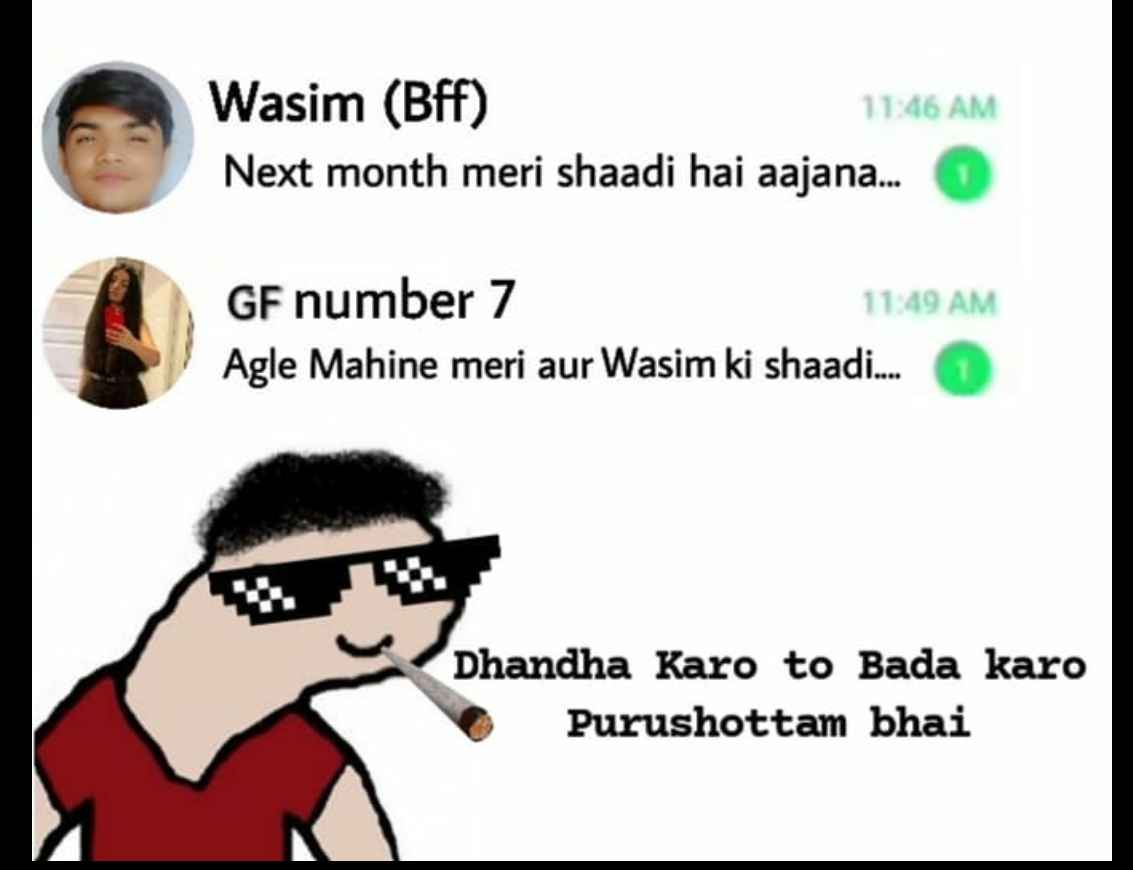 Wasim (Bff)
11:46 AM
Next month meri shaadi hai aajana...
1
GF number 7
11:49 AM
Agle Mahine meri aur Wasim ki shaadi....
1
Dhandha Karo to Bada karo
Purushottam bhai